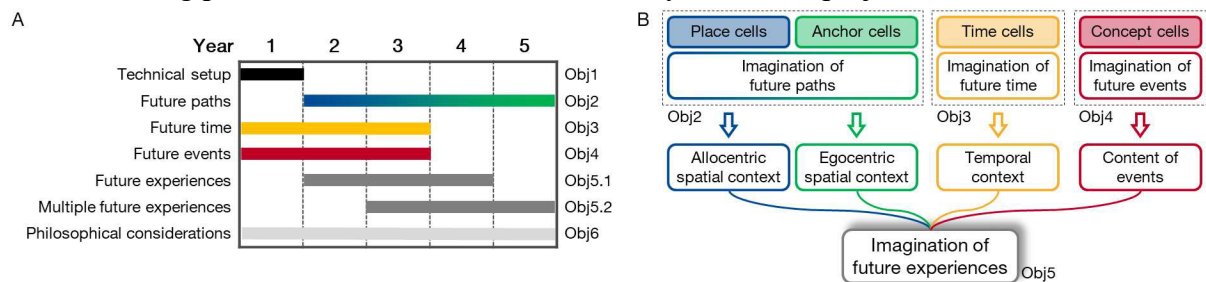 A
Year 1 2 3 4 5
Technical setup Obj1
Future paths Obj2
Future time Obj3
Future events Obj4
Future experiences Obj5.1
Multiple future experiences Obj5.2
Philosophical considerations Obj6
B
Place cells Anchor cells Time cells Concept cells
Imagination of
future paths
Imagination of
future time
Imagination of
future events
Obj2 Obj3 Obj4
Allocentric
spatial context
Egocentric
spatial context
Temporal
context
Content of
events
Imagination of
future experiences
Obj5